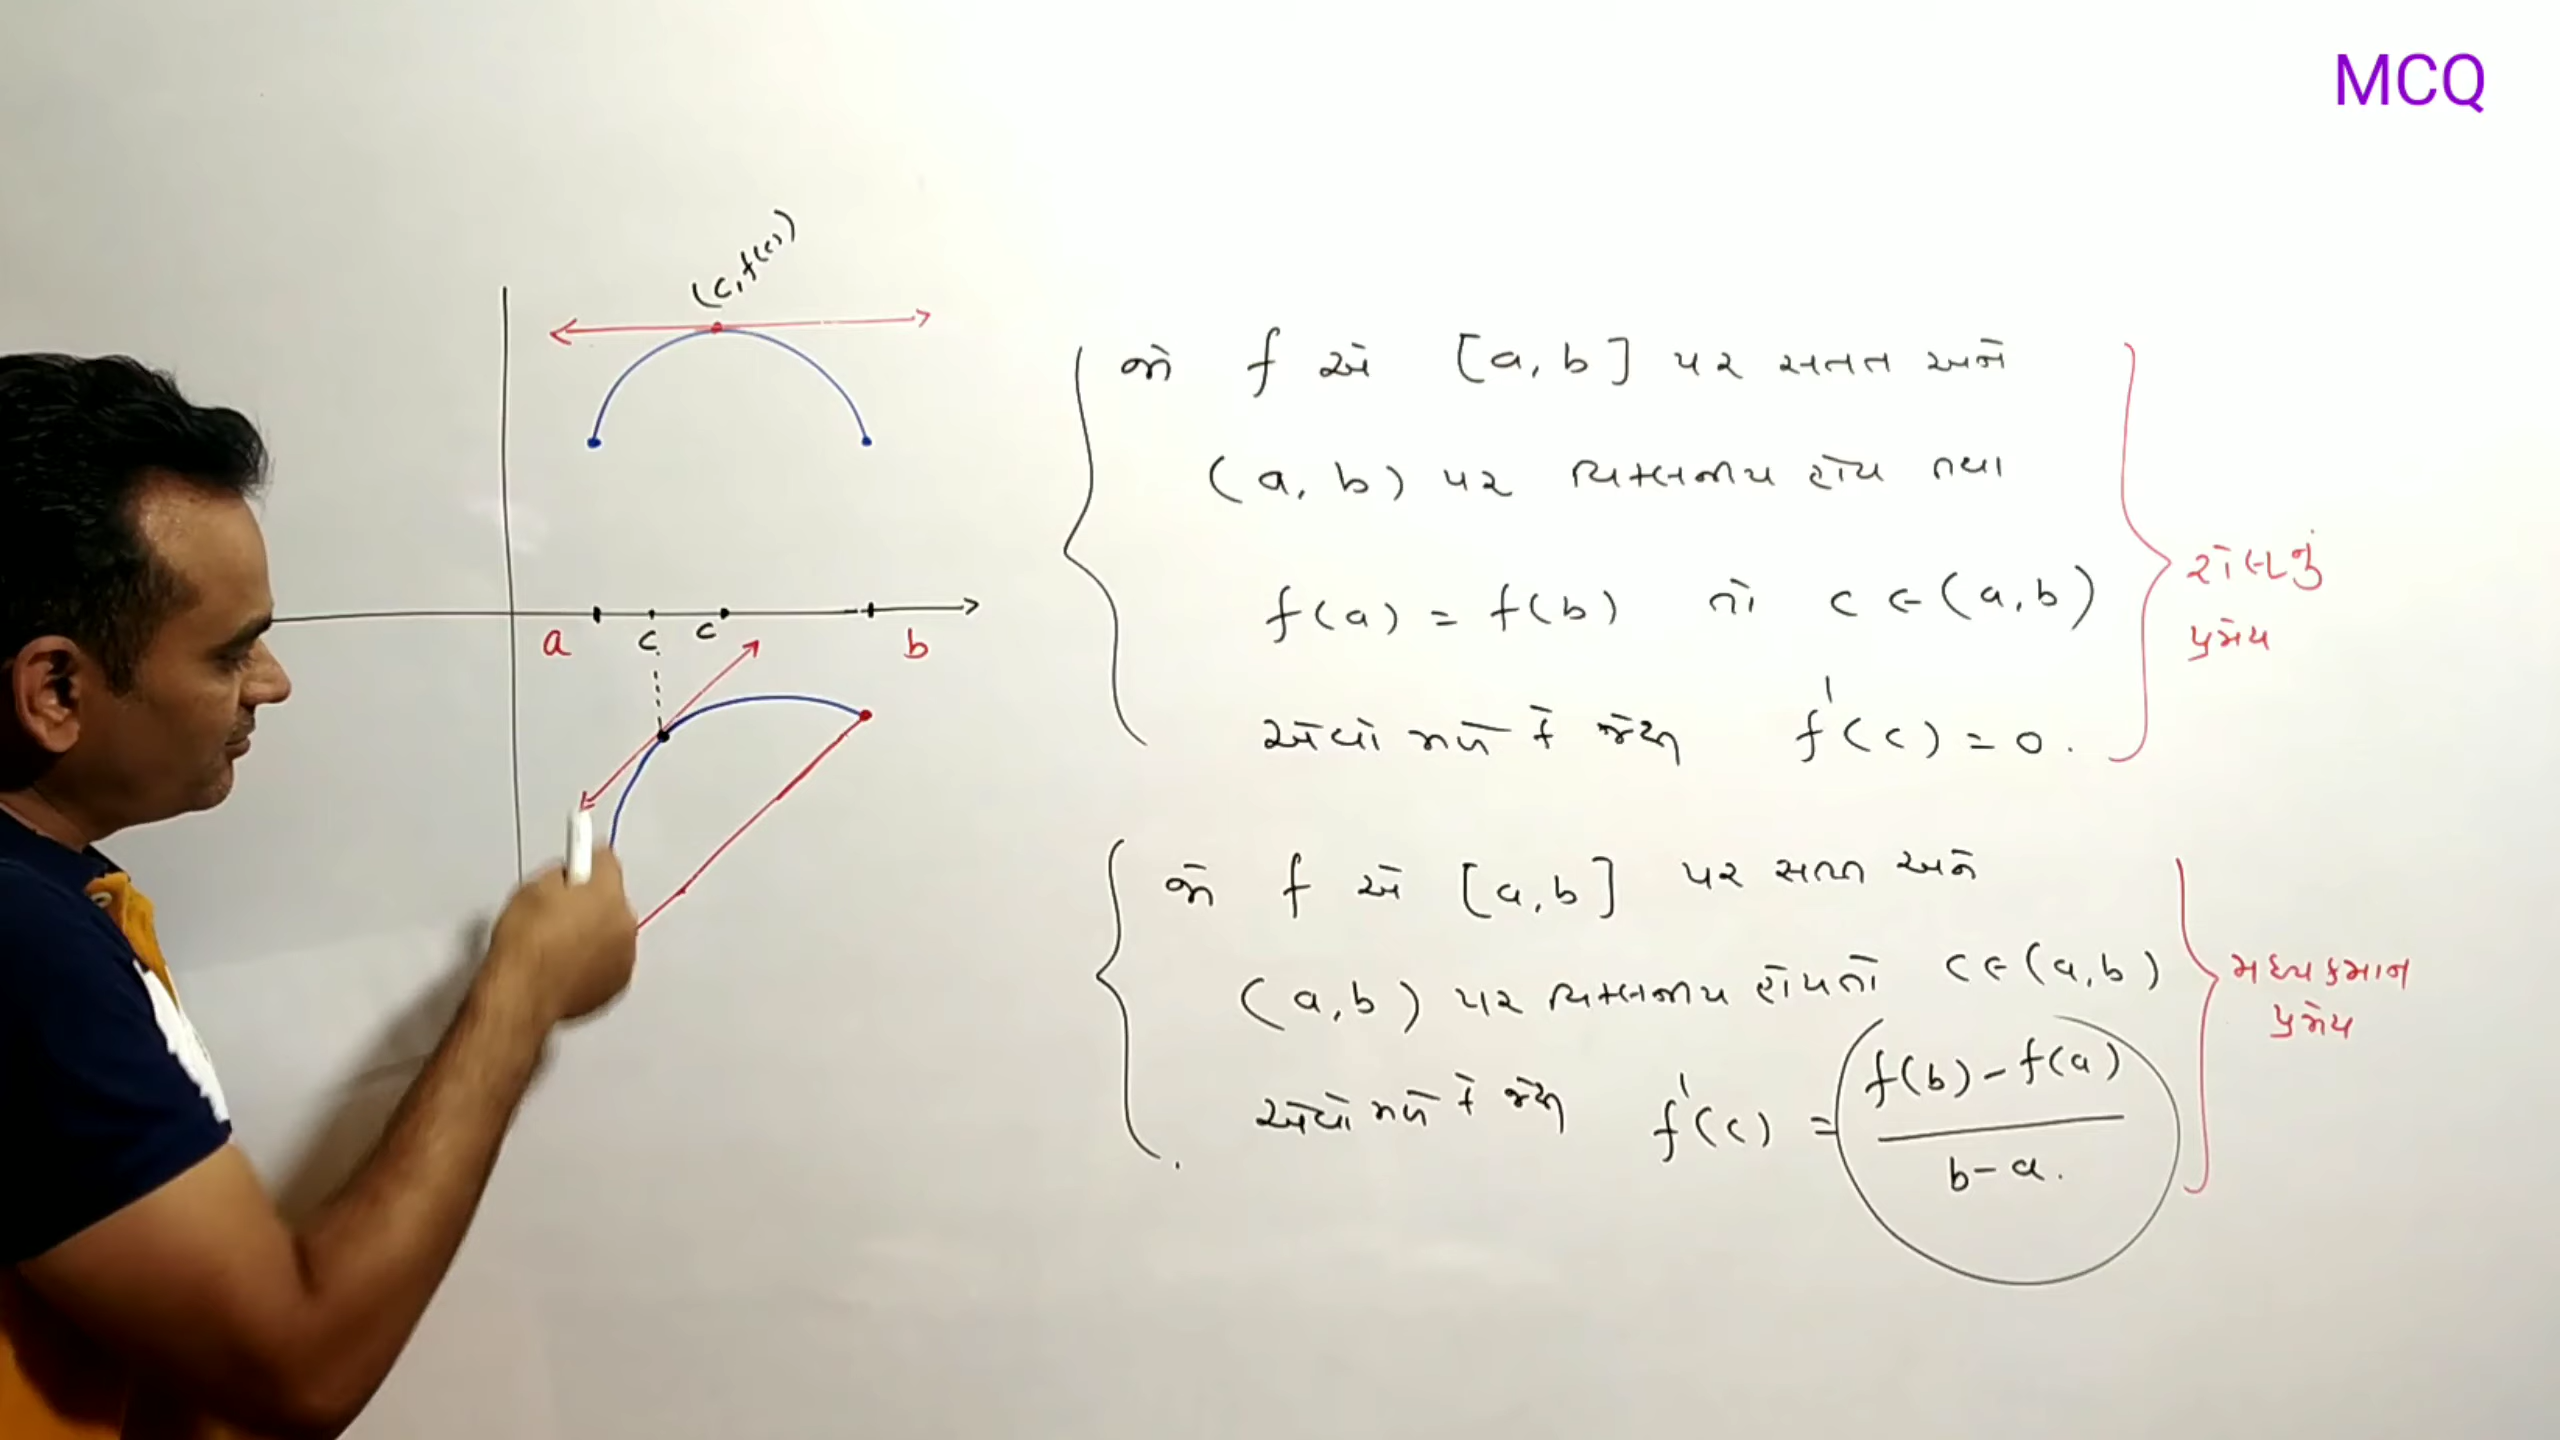 MCQ
(c, f(c))
a c c b
જો f એ [a, b] પર સતત અને
(a, b) પર વિકલનીય હોય તથા
f(a) = f(b) તો c ∈ (a, b)
એવો મળે કે જેથી f'(c) = 0.
રોલનું
પ્રમેય
જો f એ [a, b] પર સતત અને
(a, b) પર વિકલનીય હોય તો c ∈ (a, b)
એવો મળે કે જેથી f'(c) = f(b) - f(a)
b - a.
મધ્યકમાન
પ્રમેય